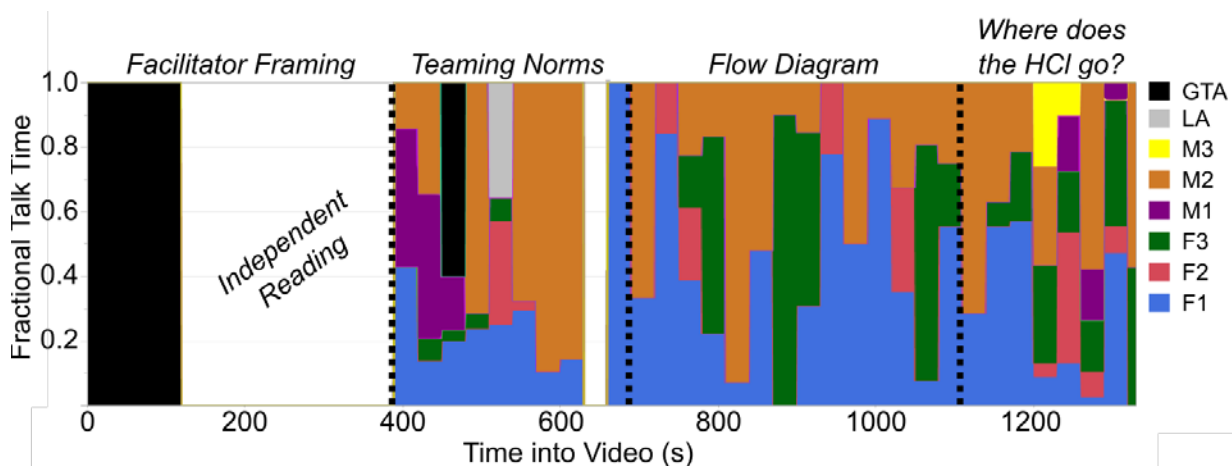 Where does
Facilitator Framing Teaming Norms Flow Diagram the HCl go?
1.0
0.8
0.6
0.4
0.2
Fractional Talk Time
Independent
Reading
GTA
LA
M3
M2
M1
F3
F2
F1
0 200 400 600 800 1000 1200
Time into Video (s)